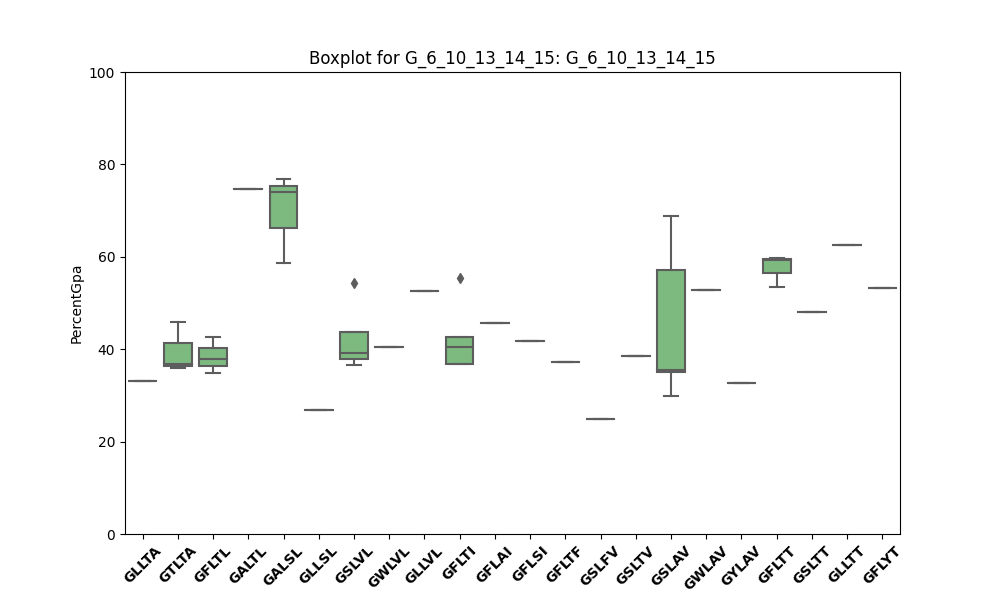 Boxplot for G_6_10_13_14_15: G_6_10_13_14_15
PercentGpa
100
80
60
40
20
0
GLLTA
GTLTA
GFLTL
GALTL
GALSL
GLLSL
GSLVL
GWLVL
GLLVL
GFLTI
GFLAI
GFLSI
GFLTF
GSLFV
GSLTV
GSLAV
GWLAV
GYLAV
GFLTT
GSLTT
GLLTT
GFLYT